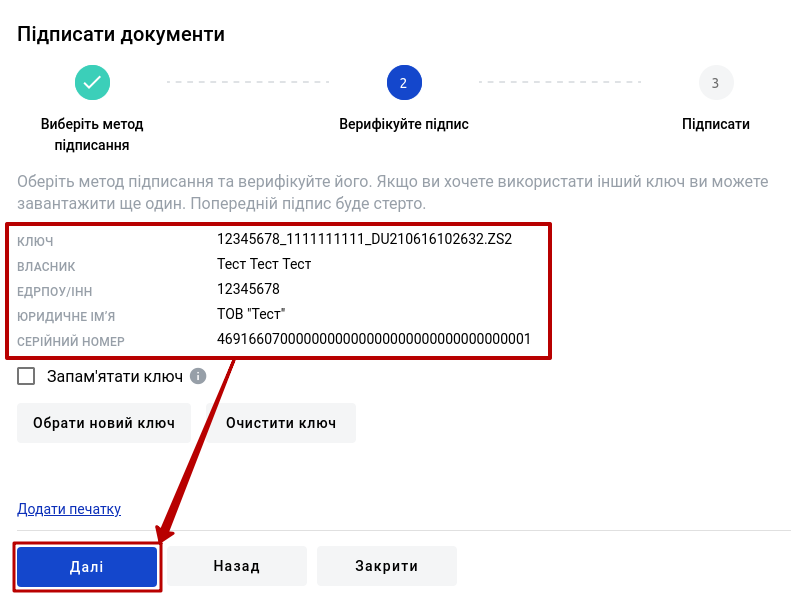 Підписати документи
2
3
Виберіть метод
підписання
Верифікуйте підпис
Підписати
Оберіть метод підписання та верифікуйте його. Якщо ви хочете використати інший ключ ви можете
завантажити ще один. Попередній підпис буде стерто.
КЛЮЧ 12345678_1111111111_DU210616102632.ZS2
ВЛАСНИК Тест Тест Тест
ЕДРПОУ/ІНН 12345678
ЮРИДИЧНЕ ІМ'Я ТОВ "Тест"
СЕРІЙНИЙ НОМЕР 4691660700000000000000000000000000000001
Запам'ятати ключ i
Обрати новий ключ Очистити ключ
Додати печатку
Далі Назад Закрити